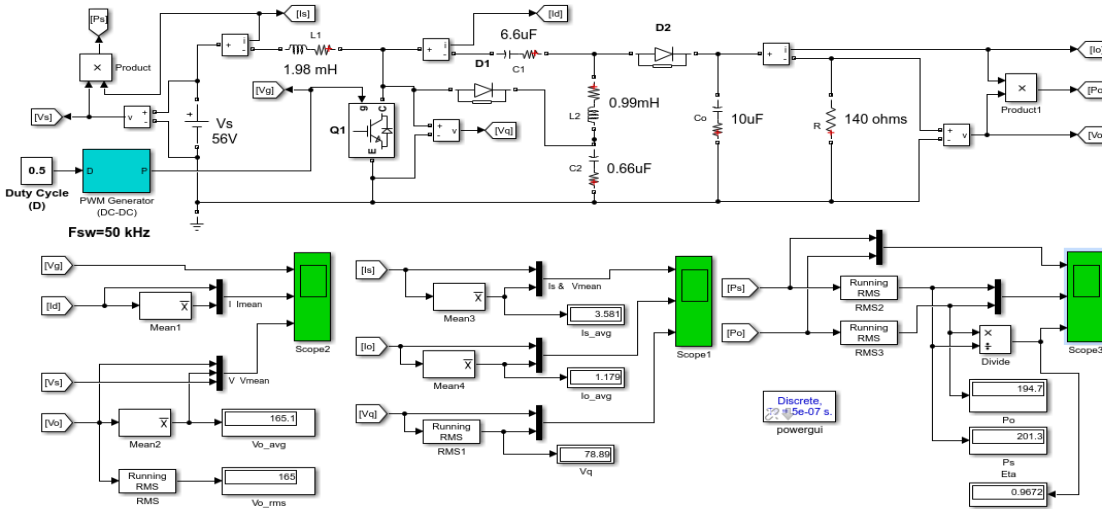 [Ps]
[Is]
[Id]
Product
×
i
+
-
L1
1.98 mH
6.6uF
D1
C1
D2
[Io]
[Vg]
[Vs]
v
Vs
56V
g
C
Q1
E
[Vq]
0.99mH
L2
C2
0.66uF
Co
10uF
R
140 ohms
×
Product1
[Po
[Vo
0.5
Duty Cycle
(D)
D
P
PWM Generator
(DC-DC)
Fsw=50 kHz
[Vg]
[Id]
Mean1
I Imean
Scope2
[Vs]
V Vmean
[Vo]
Mean2
165.1
Vo_avg
Running
RMS
RMS
165
Vo_rms
[Is]
Mean3
Is & Vmean
3.581
Is_avg
Scope1
[Io]
Mean4
1.179
Io_avg
[Vq]
Running
RMS
RMS1
78.89
Vq
[Ps]
Running
RMS
RMS2
[Po]
Running
RMS
RMS3
×
÷
Divide
Scope3
Discrete,
5e-07 s.
powergui
194.7
Po
201.3
Ps
Eta
0.9672